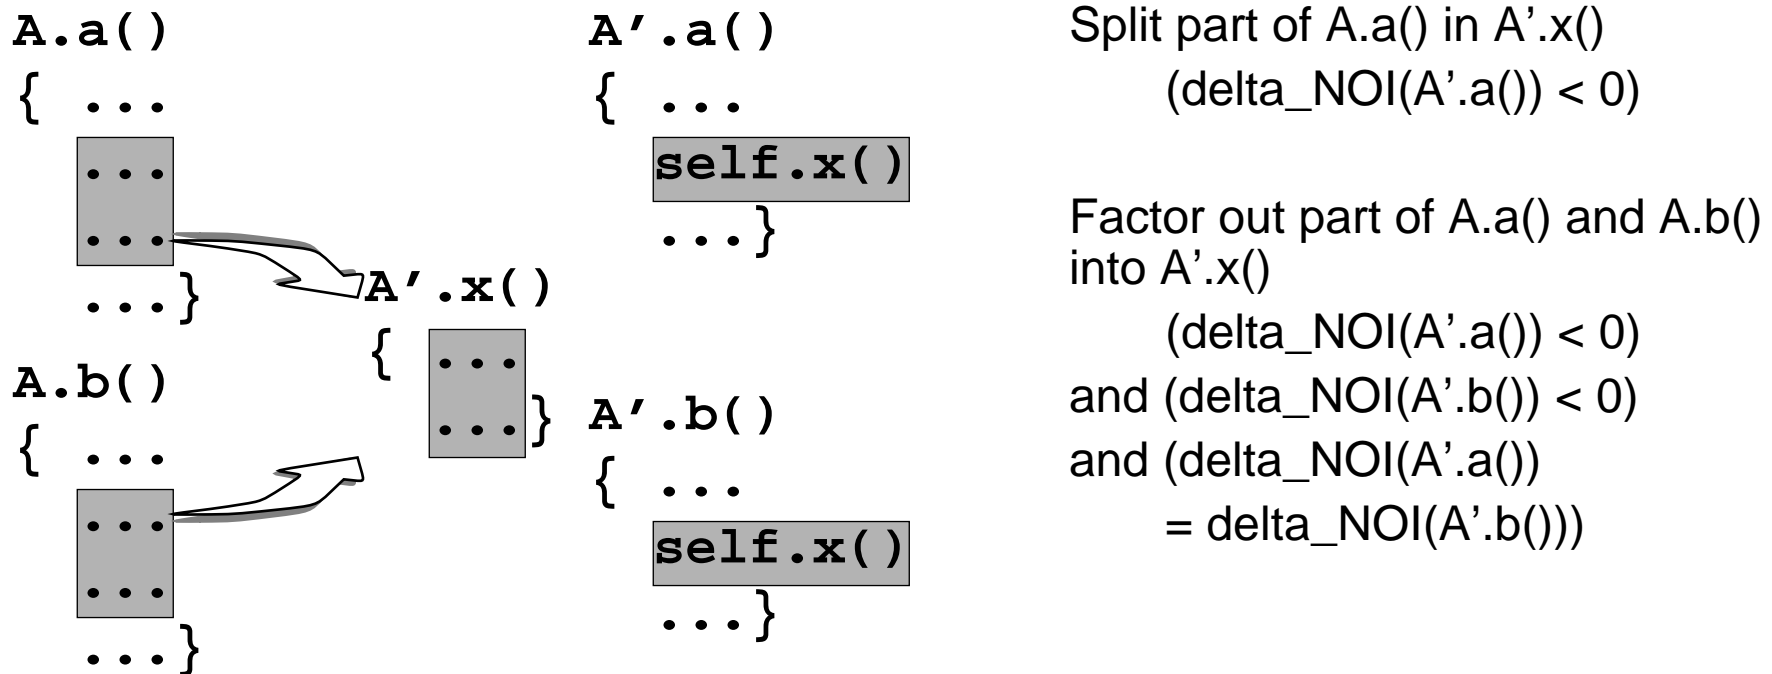 A.a()
{ ...
...
...
...}
A.b()
{ ...
...
...
...}
A'.x()
{ ...
...}
A'.a()
{ ...
self.x()
...}
A'.b()
{ ...
self.x()
...}
Split part of A.a() in A’.x()
(delta_NOI(A’.a()) < 0)
Factor out part of A.a() and A.b()
into A’.x()
(delta_NOI(A’.a()) < 0)
and (delta_NOI(A’.b()) < 0)
and (delta_NOI(A’.a())
= delta_NOI(A’.b()))